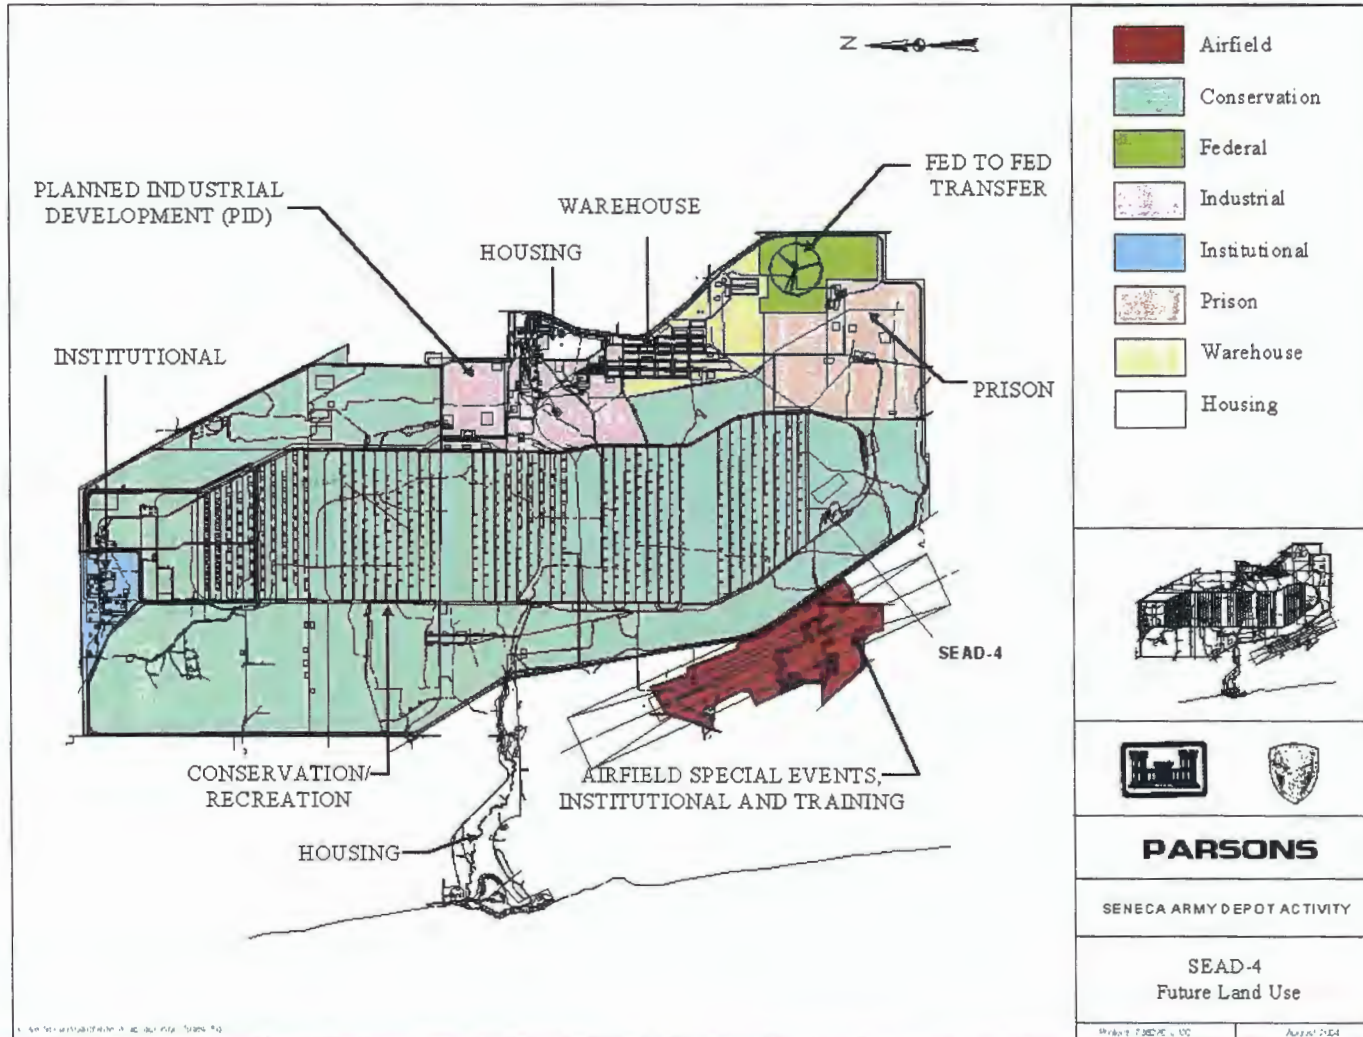 N
PLANNED INDUSTRIAL
DEVELOPMENT (PID)
WAREHOUSE
HOUSING
FED TO FED
TRANSFER
INSTITUTIONAL
PRISON
SEAD-4
CONSERVATION/
RECREATION
AIRFIELD SPECIAL EVENTS,
INSTITUTIONAL AND TRAINING
HOUSING
Airfield
Conservation
Federal
Industrial
Institutional
Prison
Warehouse
Housing
PARSONS
SENECA ARMY DEPOT ACTIVITY
SEAD-4
Future Land Use
August 2004